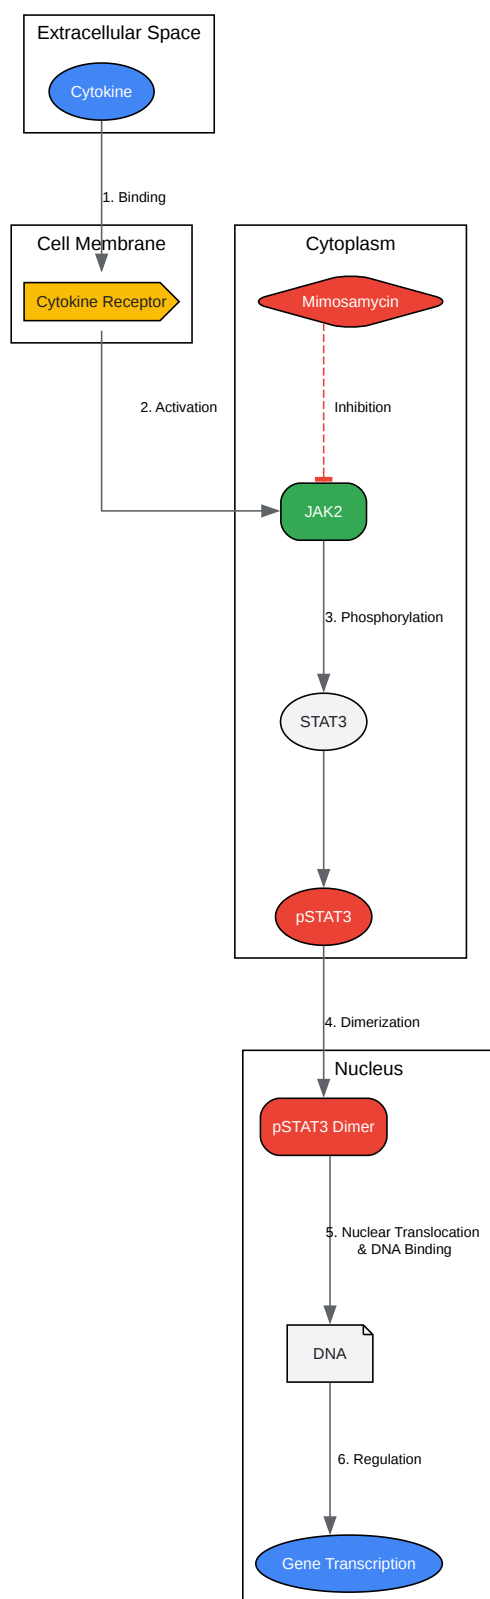 Extracellular Space
Cytokine
1. Binding
Cell Membrane
Cytokine Receptor
Cytoplasm
Mimosamycin
2. Activation
Inhibition
JAK2
3. Phosphorylation
STAT3
pSTAT3
4. Dimerization
Nucleus
pSTAT3 Dimer
5. Nuclear Translocation
& DNA Binding
DNA
6. Regulation
Gene Transcription